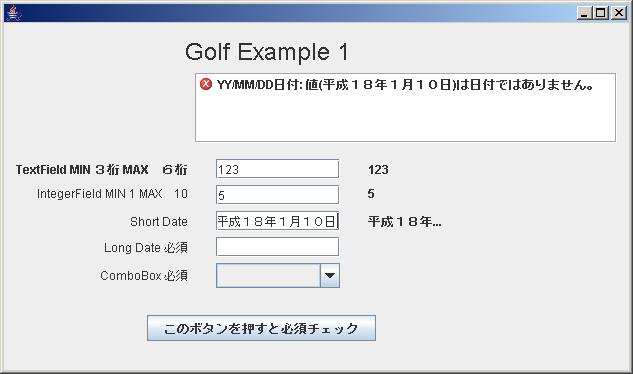 Golf Example 1
YY/MM/DD日付: 値(平成１８年１月１０日)は日付ではありません。
TextField MIN ３桁 MAX　６桁 123 123
IntegerField MIN 1 MAX　10 5 5
Short Date 平成１８年１月１０日 平成１８年...
Long Date 必須
ComboBox 必須
このボタンを押すと必須チェック